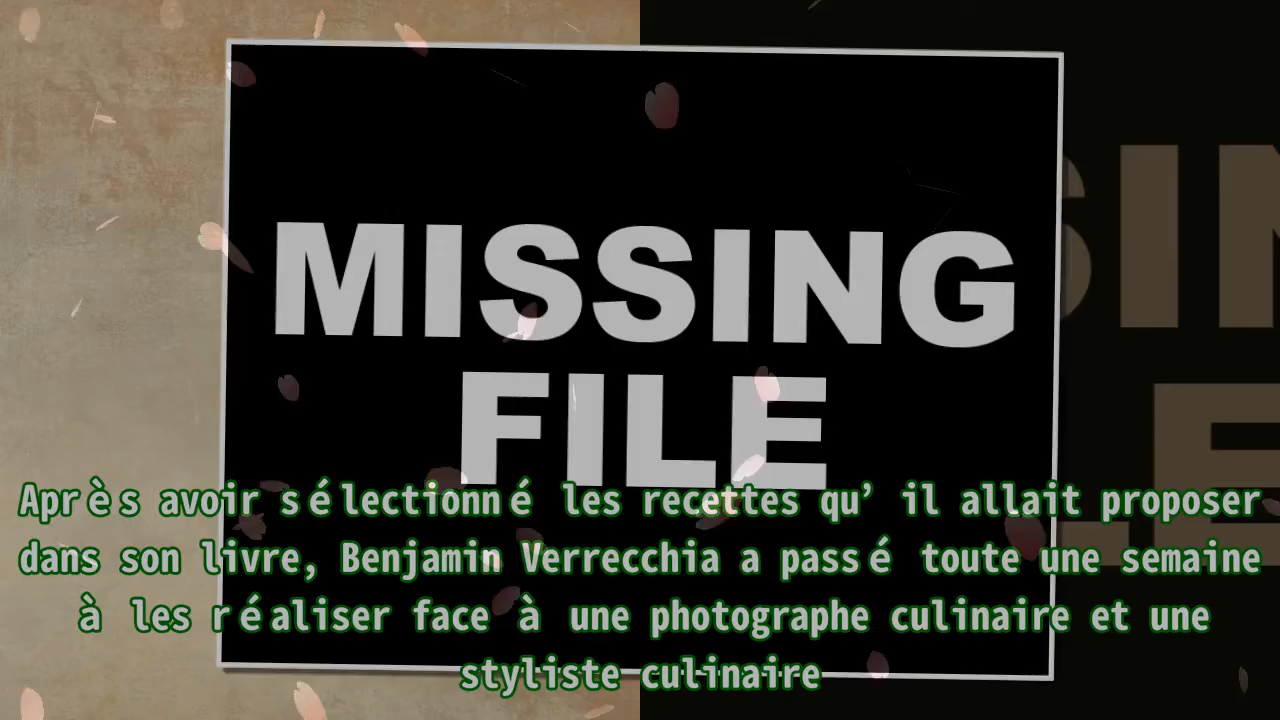 MISSING
FILE
Après avoir sélectionné les recettes qu’il allait proposer
dans son livre, Benjamin Verrecchia a passé toute une semaine
à les réaliser face à une photographe culinaire et une
styliste culinaire